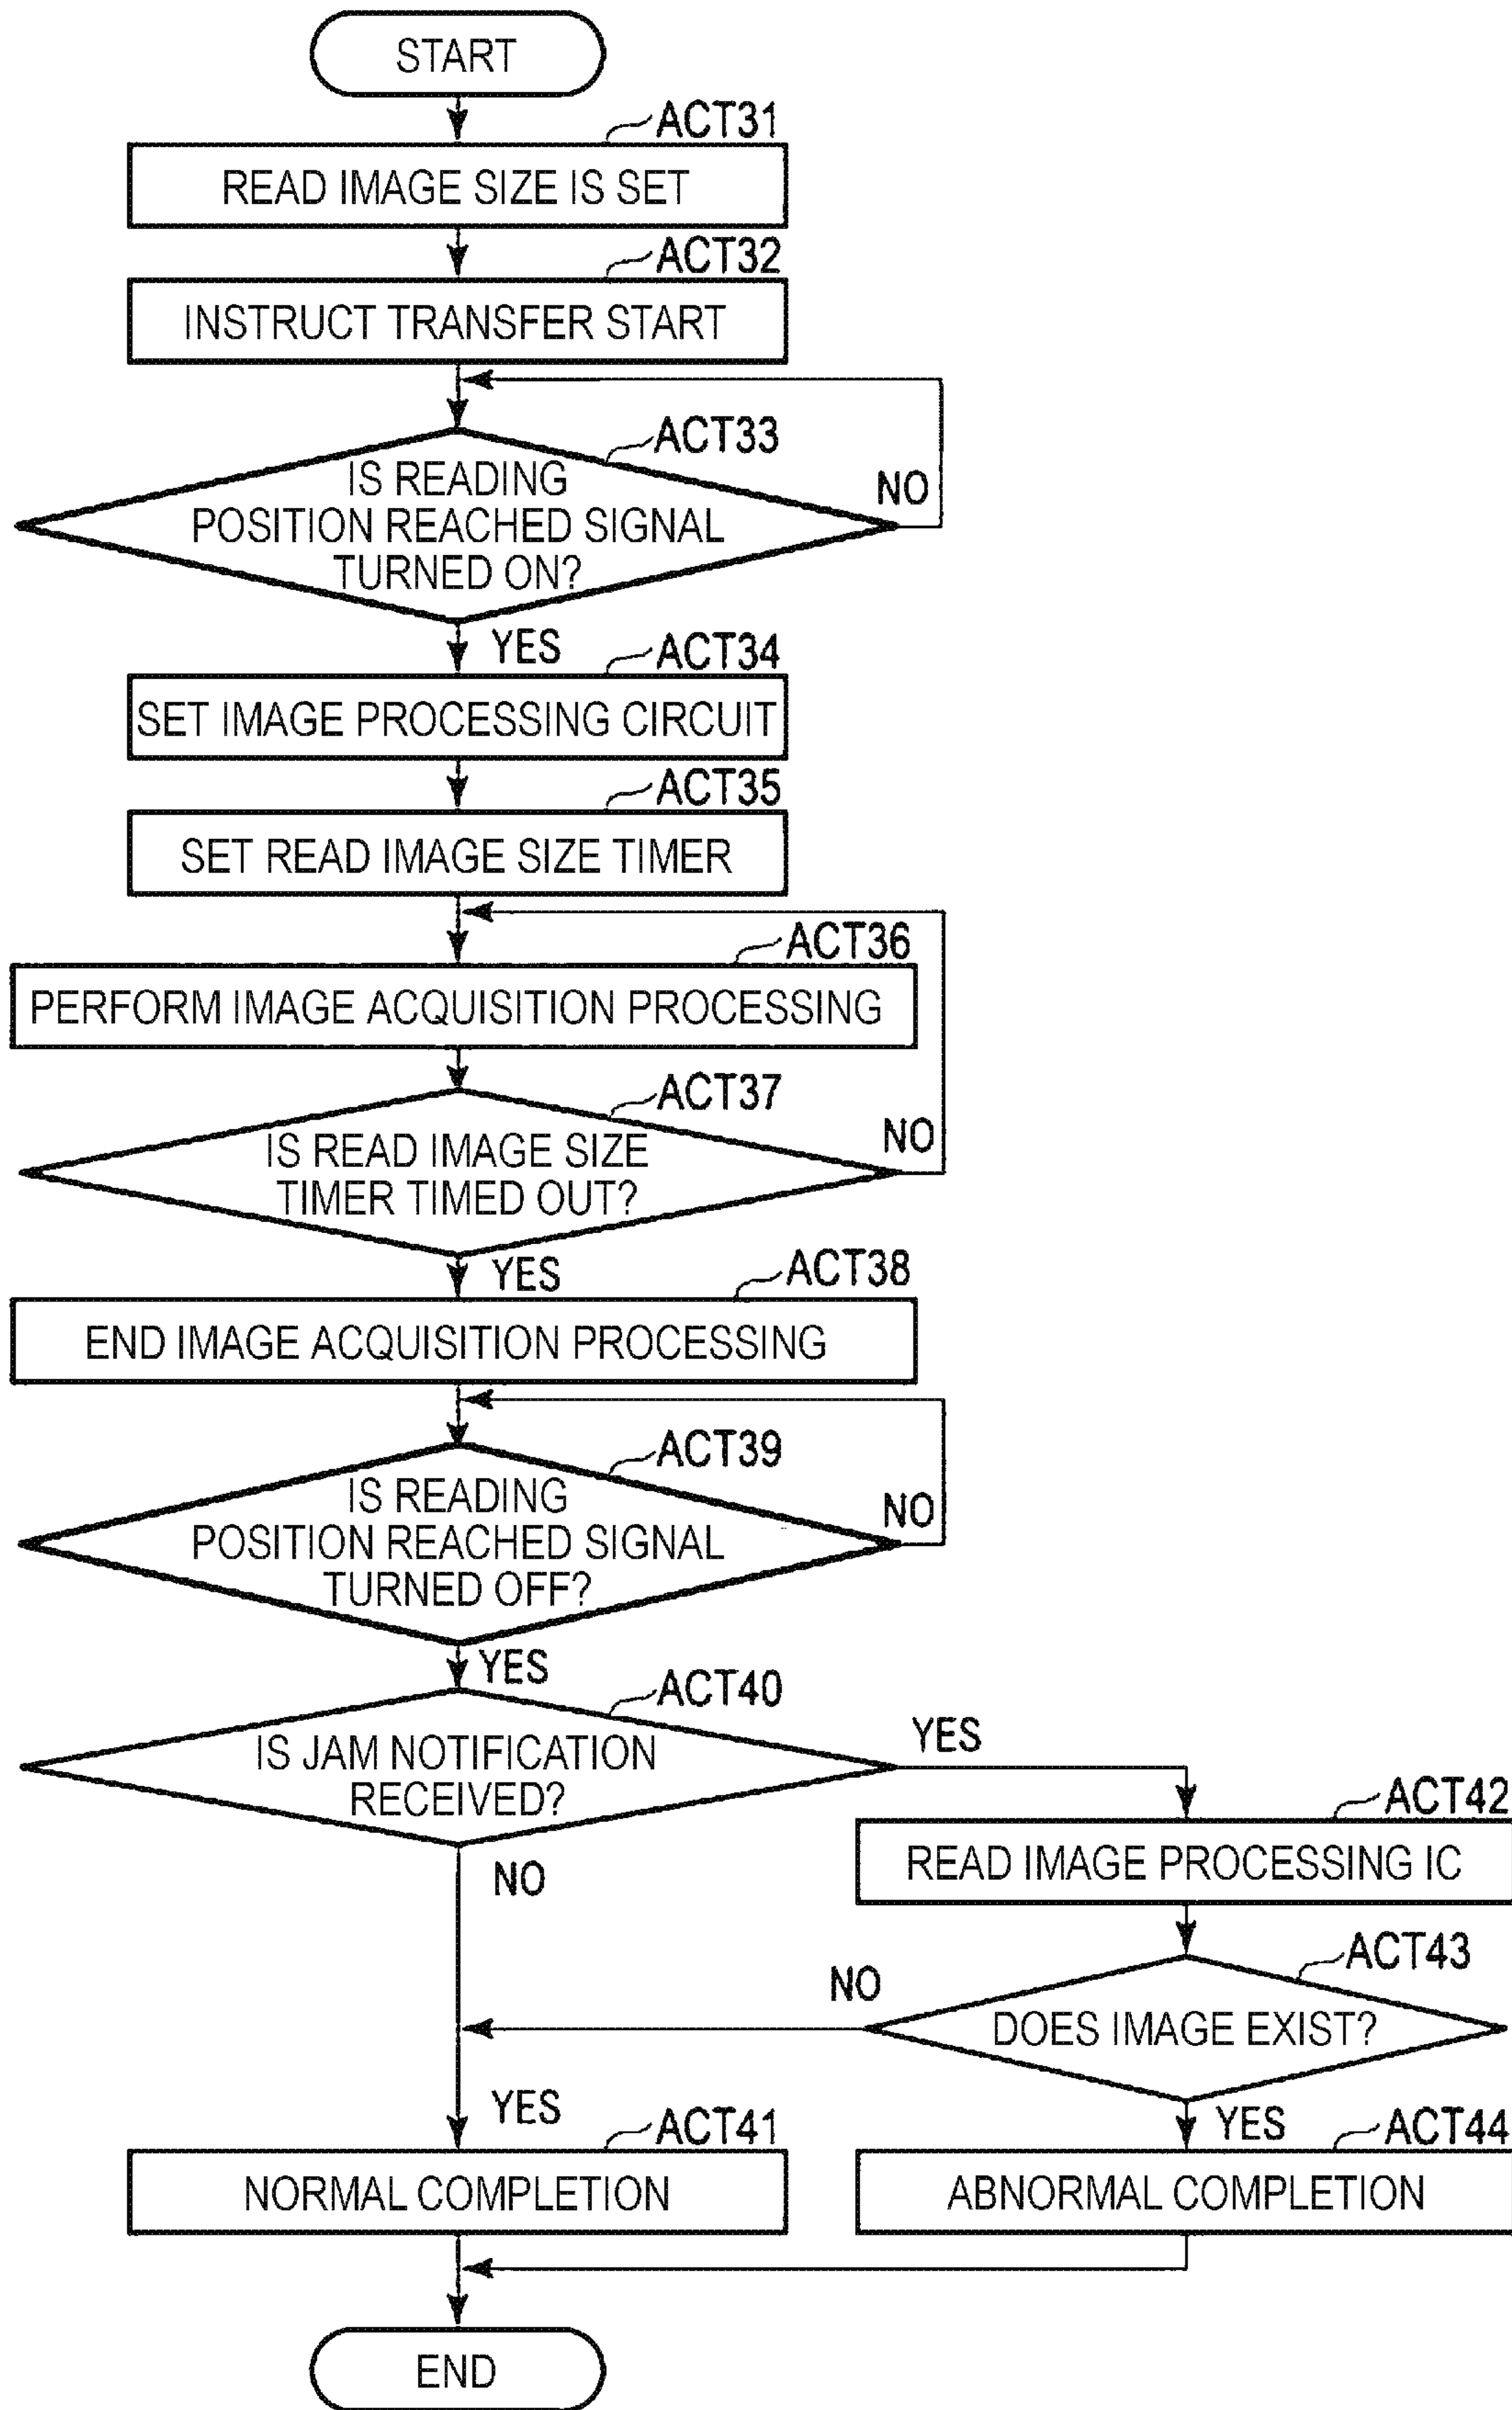 START
ACT31
READ IMAGE SIZE IS SET
ACT32
INSTRUCT TRANSFER START
ACT33
IS READING
POSITION REACHED SIGNAL
TURNED ON?
NO
YES
ACT34
SET IMAGE PROCESSING CIRCUIT
ACT35
SET READ IMAGE SIZE TIMER
ACT36
PERFORM IMAGE ACQUISITION PROCESSING
ACT37
IS READ IMAGE SIZE
TIMER TIMED OUT?
NO
YES
ACT38
END IMAGE ACQUISITION PROCESSING
ACT39
IS READING
POSITION REACHED SIGNAL
TURNED OFF?
NO
YES
ACT40
IS JAM NOTIFICATION
RECEIVED?
YES
NO
ACT42
READ IMAGE PROCESSING IC
ACT43
DOES IMAGE EXIST?
NO
YES
YES
ACT41
NORMAL COMPLETION
ACT44
ABNORMAL COMPLETION
END